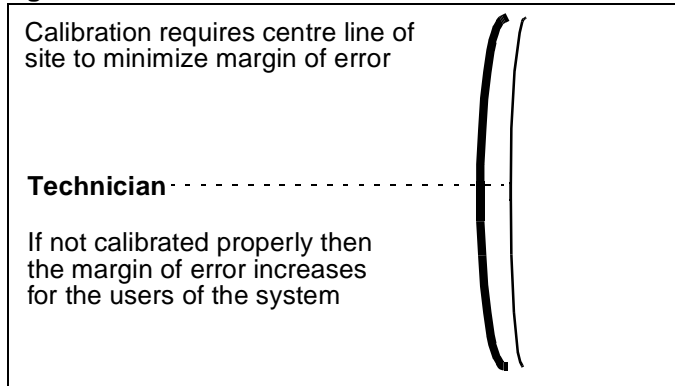 Calibration requires centre line of
site to minimize margin of error
Technician
If not calibrated properly then
the margin of error increases
for the users of the system